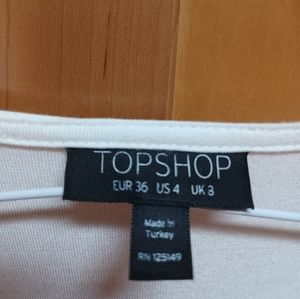 TOPSHOP
EUR 36 US 4 UK 8
Made in
Turkey
RN 125149